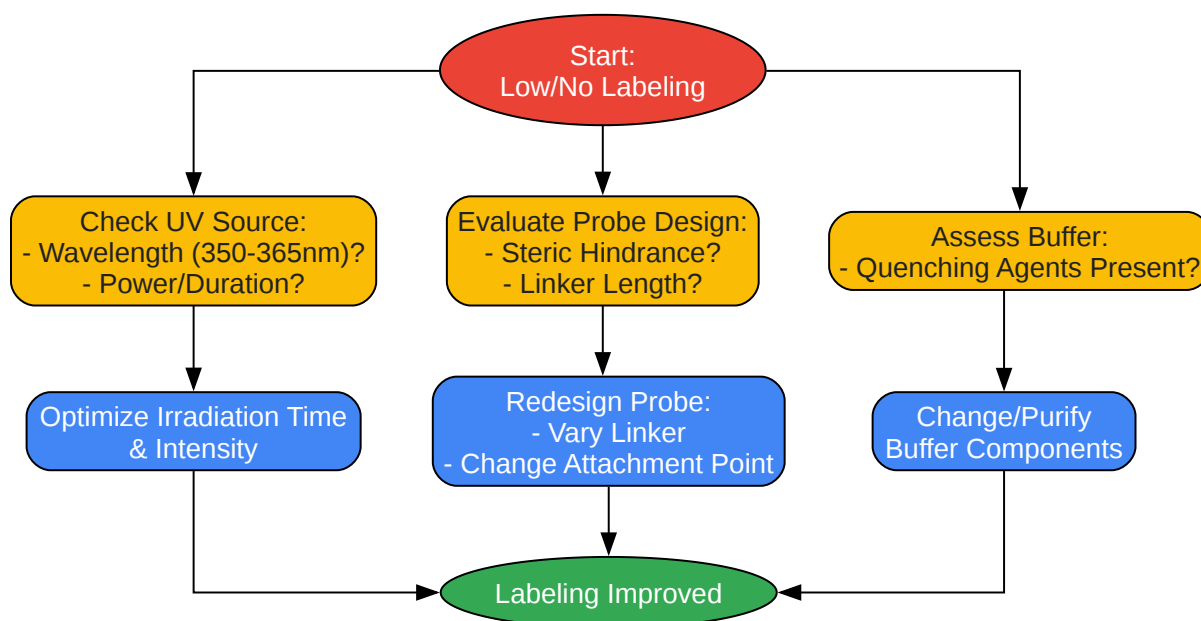 Start:
Low/No Labeling
Check UV Source:
- Wavelength (350-365nm)?
- Power/Duration?
Evaluate Probe Design:
- Steric Hindrance?
- Linker Length?
Assess Buffer:
- Quenching Agents Present?
Optimize Irradiation Time
& Intensity
Redesign Probe:
- Vary Linker
- Change Attachment Point
Change/Purify
Buffer Components
Labeling Improved